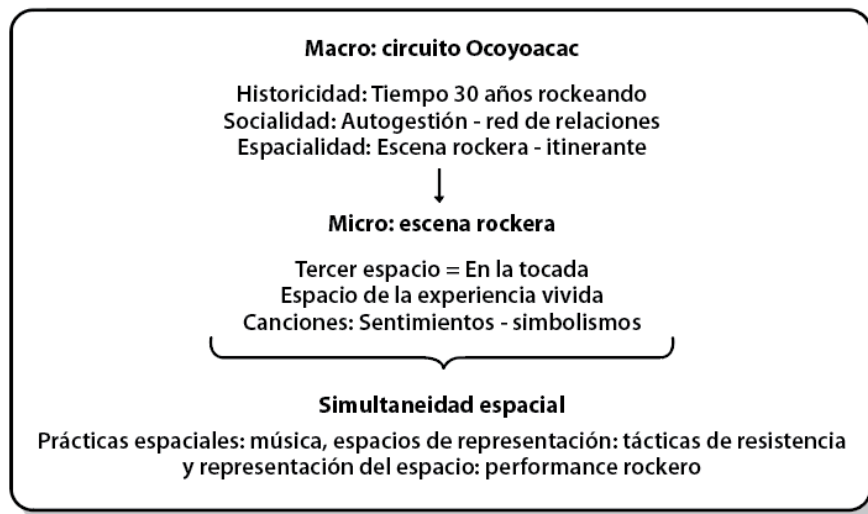 Macro: circuito Ocoyoacac
Historicidad: Tiempo 30 años rockeando
Socialidad: Autogestión - red de relaciones
Espacialidad: Escena rockera - itinerante
Micro: escena rockera
Tercer espacio = En la tocada
Espacio de la experiencia vivida
Canciones: Sentimientos - simbolismos
Simultaneidad espacial
Prácticas espaciales: música, espacios de representación: tácticas de resistencia
y representación del espacio: performance rockero